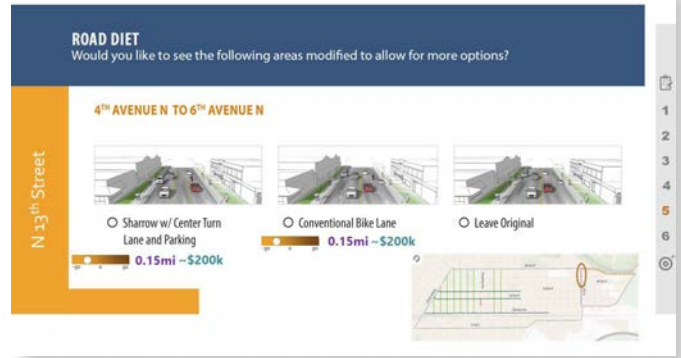 ROAD DIET
Would you like to see the following areas modified to allow for more options?
4TH AVENUE N TO 6TH AVENUE N
N 13th Street
Sharrow w/ Center Turn
Lane and Parking
0.15mi ~$200k
Conventional Bike Lane
0.15mi ~$200k
Leave Original
1
2
3
4
5
6